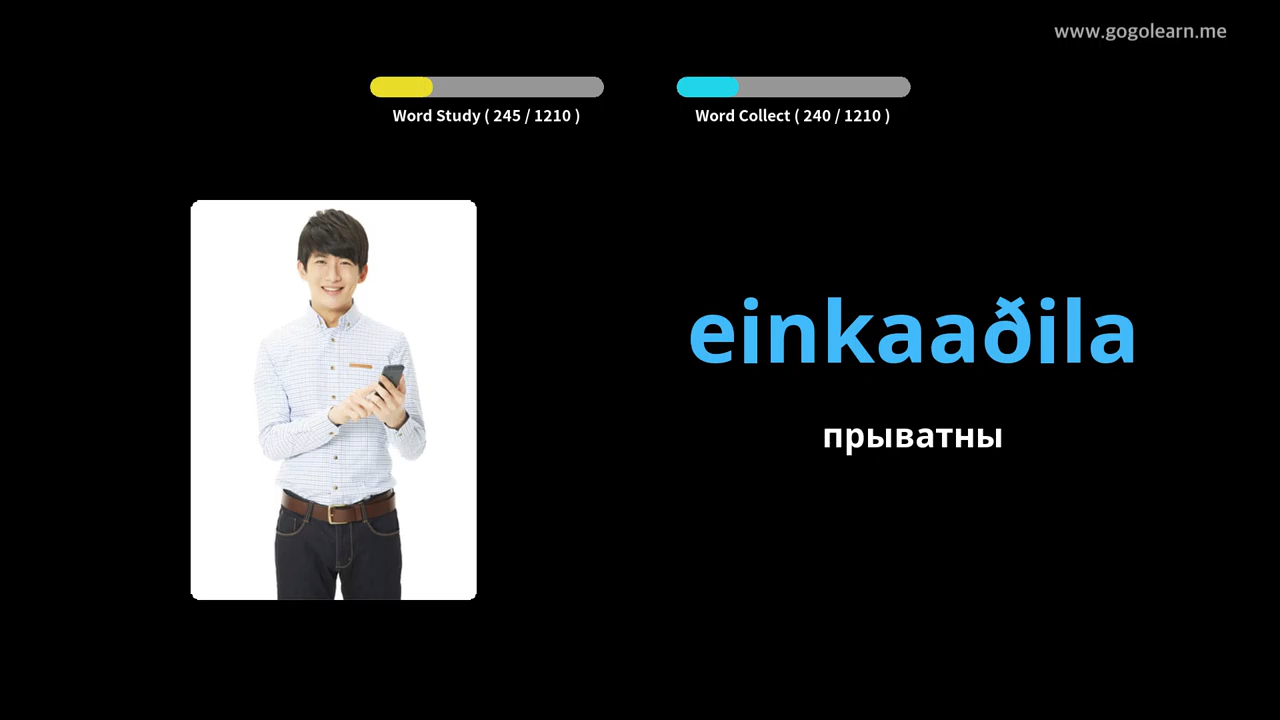 www.gogolearn.me
Word Study ( 245 / 1210 )
Word Collect ( 240 / 1210 )
einkaaðila
прыватны